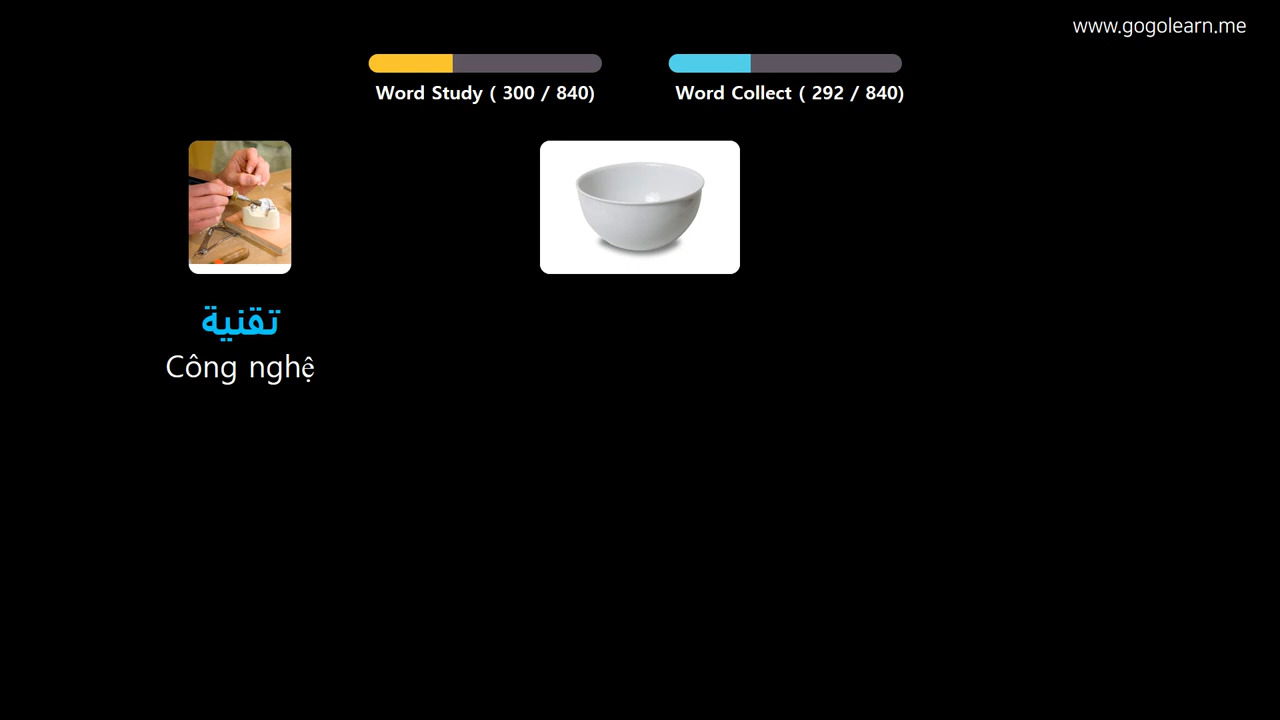 www.gogolearn.me
Word Study ( 300 / 840)
Word Collect ( 292 / 840)
تقنية
Công nghệ